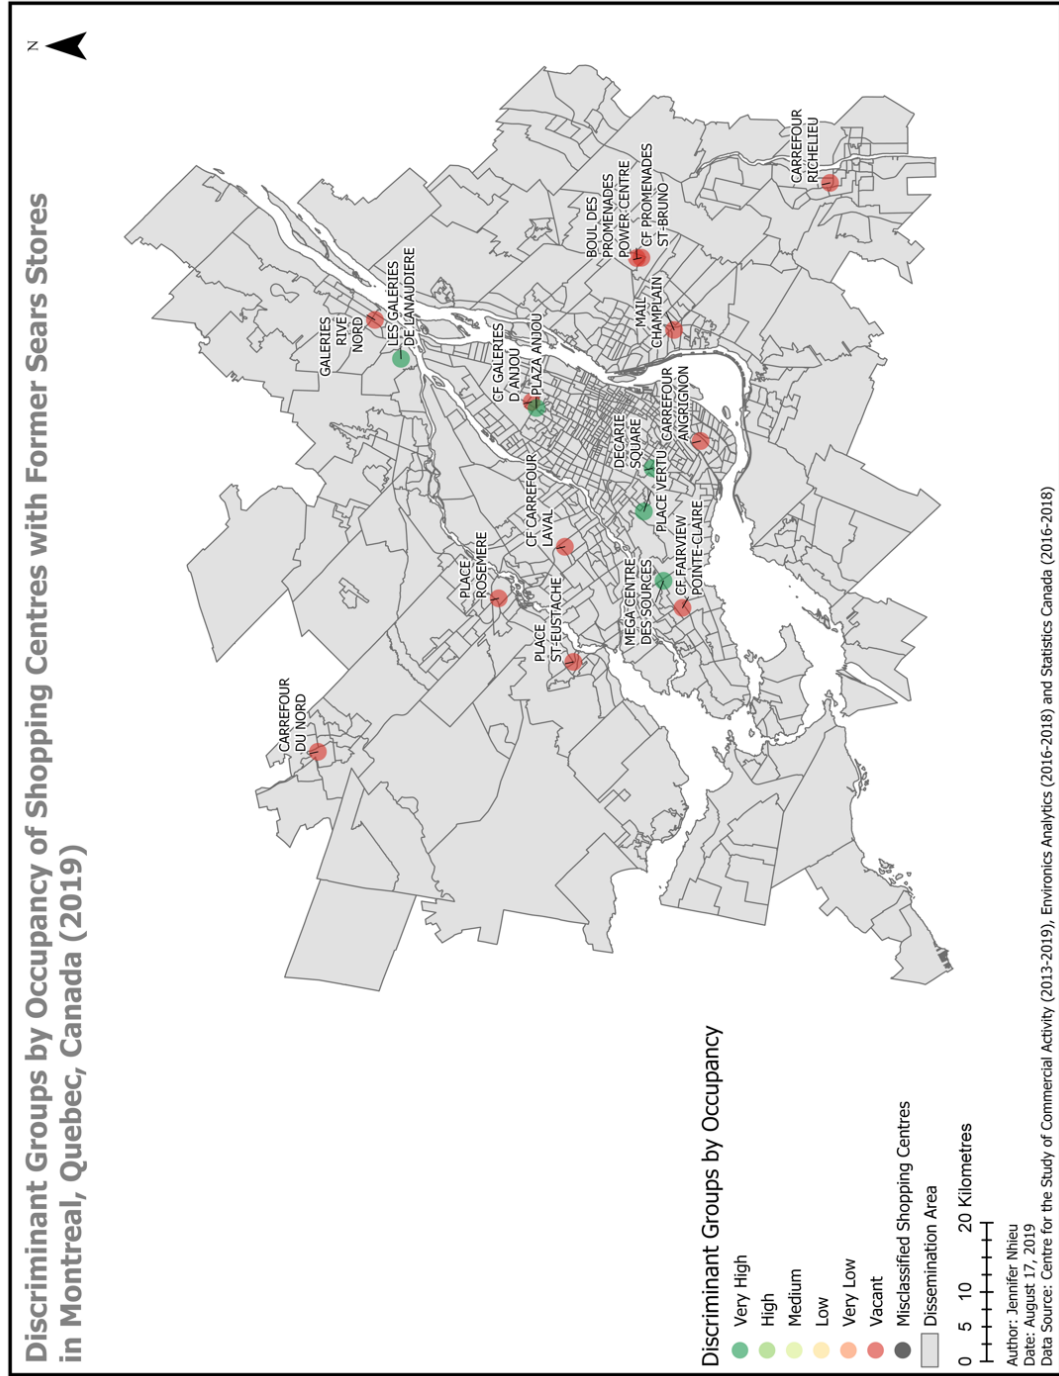 Discriminant Groups by Occupancy of Shopping Centres with Former Sears Stores
in Montreal, Quebec, Canada (2019)
N
CARREFOUR
DU NORD
GALERIES
RIVE
NORD
LES GALERIES
DE LANAUDIERE
PLACE
ROSEMERE
CF GALERIES
D ANJOU
PLAZA ANJOU
CF CARREFOUR
LAVAL
PLACE
ST-EUSTACHE
BOUL DES
PROMENADES
POWER CENTRE
CF PROMENADES
ST-BRUNO
DECARIE
SQUARE
MAIL
CHAMPLAIN
PLACE VERTU
CARREFOUR
ANGRIGNON
MEGA CENTRE
DES SOURCES
CF FAIRVIEW
POINTE-CLAIRE
CARREFOUR
RICHELIEU
Discriminant Groups by Occupancy
Very High
High
Medium
Low
Very Low
Vacant
Misclassified Shopping Centres
Dissemination Area
0 5 10 20 Kilometres
Author: Jennifer Nhieu
Date: August 17, 2019
Data Source: Centre for the Study of Commercial Activity (2013-2019), Environics Analytics (2016-2018) and Statistics Canada (2016-2018)